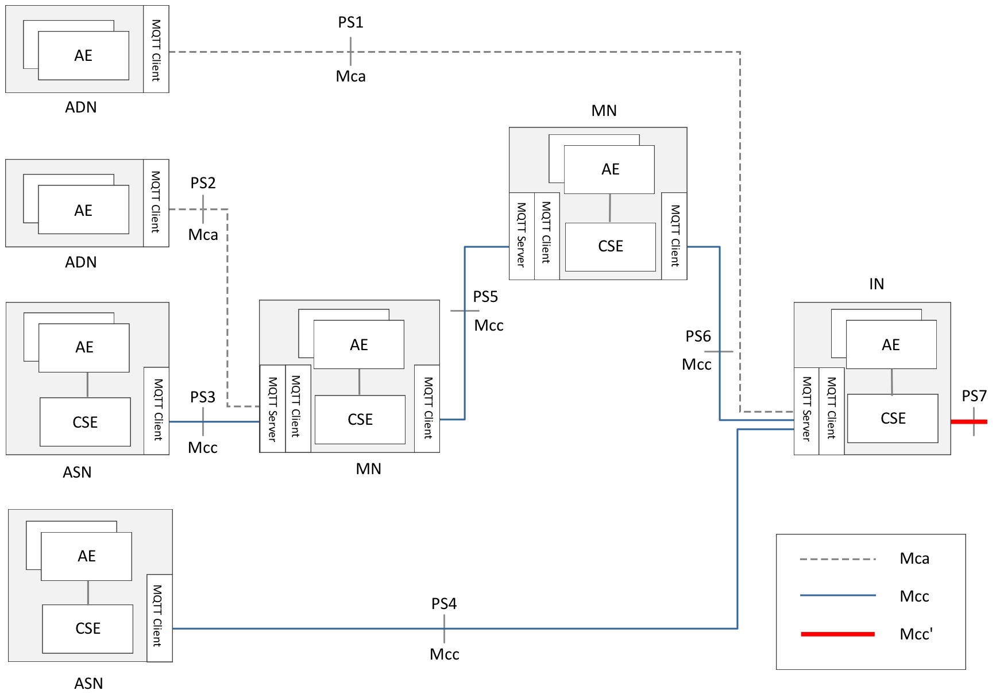 AE
MQTT Client
ADN
PS1
Mca
AE
MQTT Client
ADN
PS2
Mca
AE
CSE
MQTT Client
ASN
PS3
Mcc
AE
MQTT Server
MQTT Client
CSE
MQTT Client
MN
PS5
Mcc
MN
AE
MQTT Server
MQTT Client
CSE
MQTT Client
PS6
Mcc
IN
AE
MQTT Server
MQTT Client
CSE
PS7
AE
CSE
MQTT Client
ASN
PS4
Mcc
Mca
Mcc
Mcc'